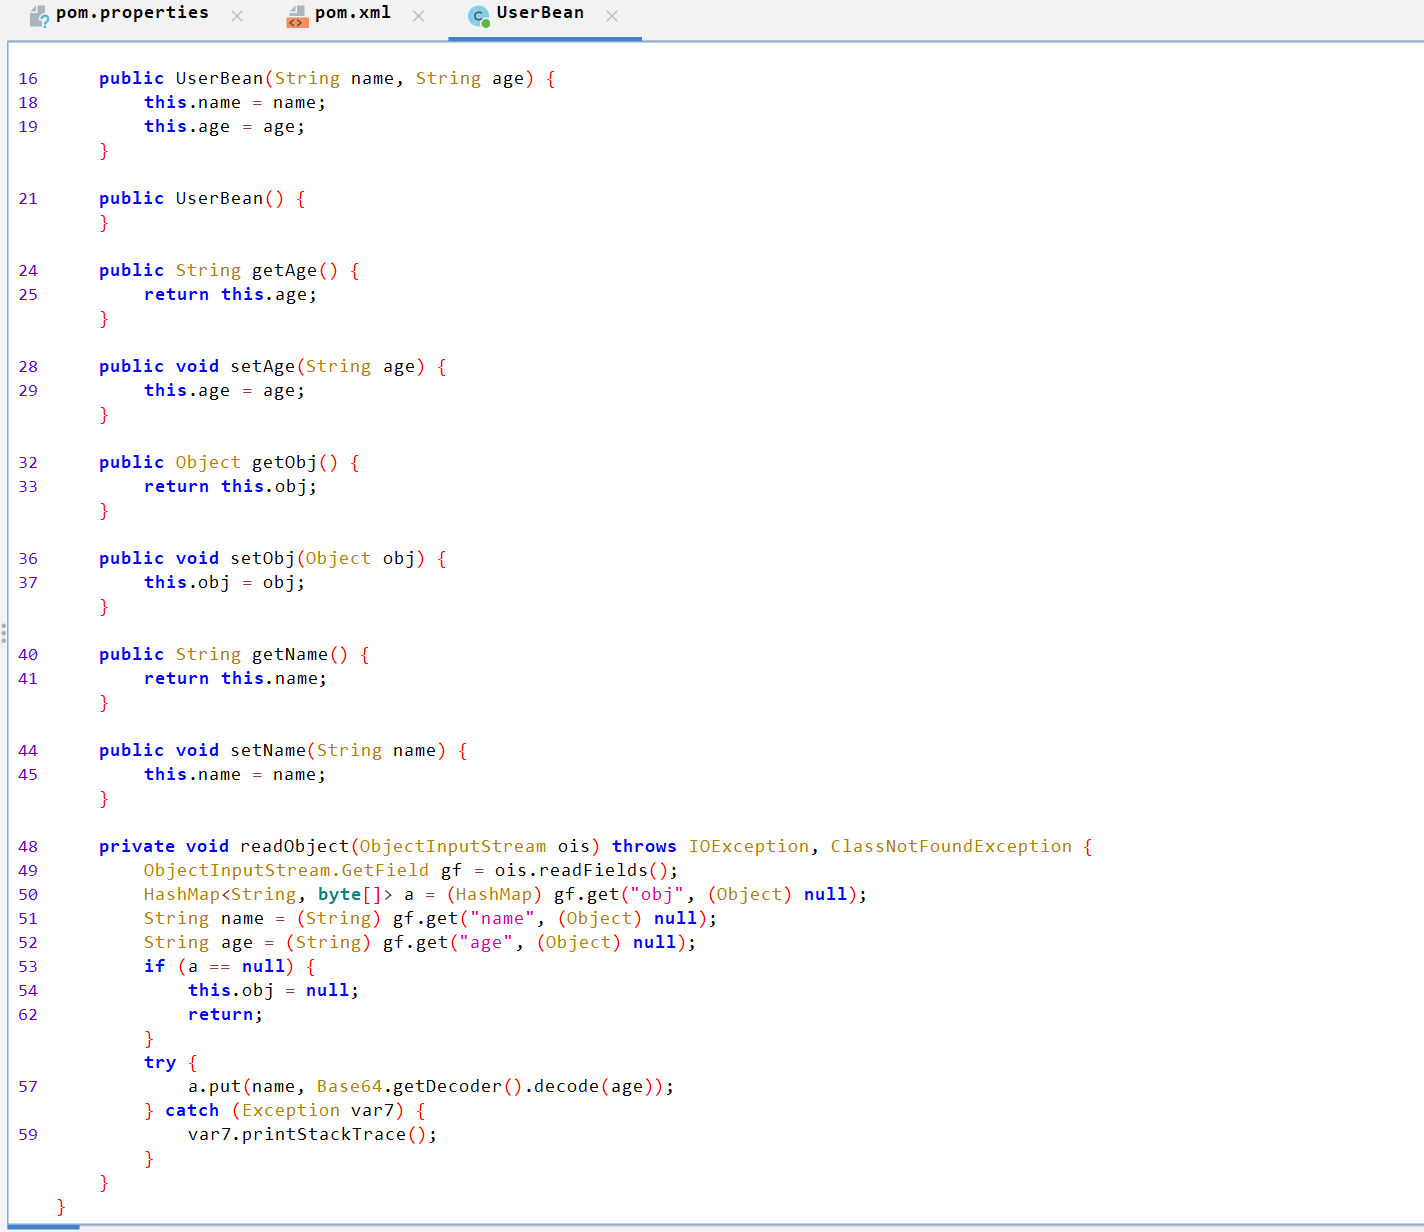 pom.properties pom.xml UserBean
16 public UserBean(String name, String age) {
18 this.name = name;
19 this.age = age;
}
21 public UserBean() {
}
24 public String getAge() {
25 return this.age;
}
28 public void setAge(String age) {
29 this.age = age;
}
32 public Object getObj() {
33 return this.obj;
}
36 public void setObj(Object obj) {
37 this.obj = obj;
}
40 public String getName() {
41 return this.name;
}
44 public void setName(String name) {
45 this.name = name;
}
48 private void readObject(ObjectInputStream ois) throws IOException, ClassNotFoundException {
49 ObjectInputStream.GetField gf = ois.readFields();
50 HashMap<String, byte[]> a = (HashMap) gf.get("obj", (Object) null);
51 String name = (String) gf.get("name", (Object) null);
52 String age = (String) gf.get("age", (Object) null);
53 if (a == null) {
54 this.obj = null;
62 return;
}
try {
57 a.put(name, Base64.getDecoder().decode(age));
} catch (Exception var7) {
59 var7.printStackTrace();
}
}
}